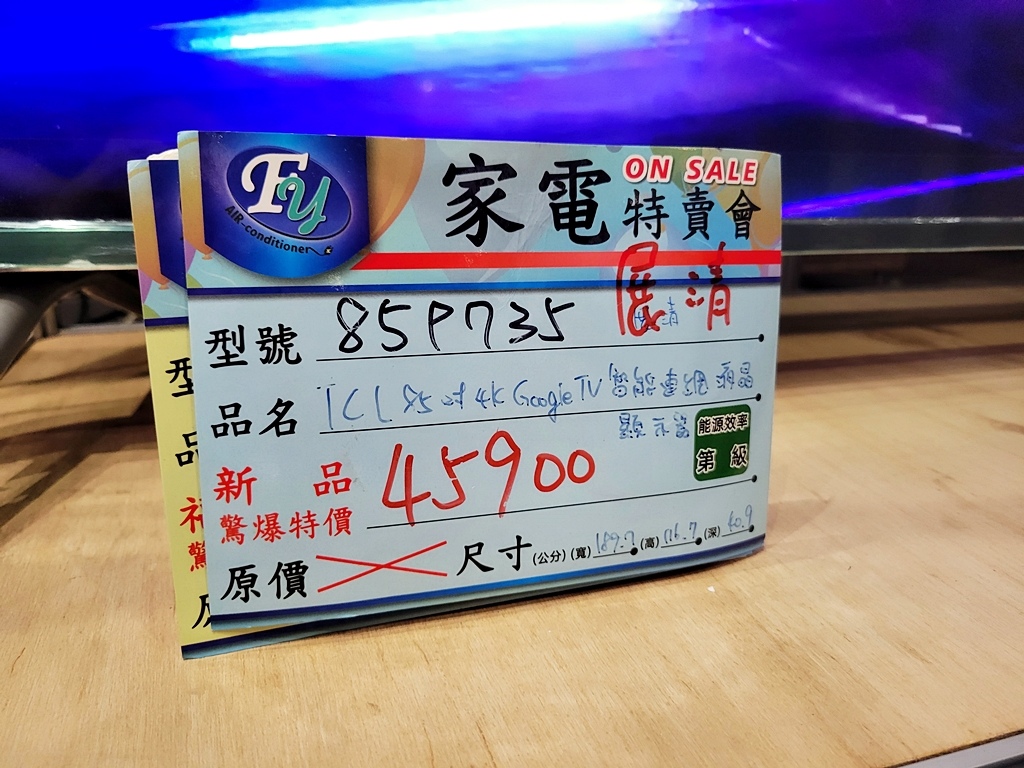 FY
AIR-conditioner
家電 ON SALE
特賣會
展清
型號 85P735
品名 TCL 85吋 4K Google TV 智能連網液晶
顯示器
能源效率
第 級
新品 45900
驚爆特價
原價
尺寸 (公分) (寬) 189.7 (高) 116.7 (深) 40.9